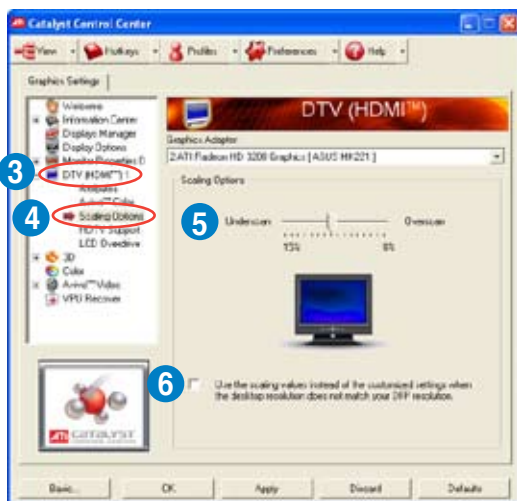 Catalyst Control Center
View Hotkeys Profiles Preferences Help
Graphics Settings
Welcome
Information Center
Displays Manager
Display Options
Monitor Properties 0
3
DTV (HDMI™) 1
Attributes
Avivo™ Color
4
Scaling Options
HDTV Support
LCD Overdrive
3D
Color
Avivo™ Video
VPU Recover
ATI CATALYST
DTV (HDMI™)
Graphics Adapter
2.ATI Radeon HD 3200 Graphics [ASUS MK221 ]
Scaling Options
5
Underscan Overscan
15% 0%
6
Use the scaling values instead of the customized settings when
the desktop resolution does not match your DFP resolution.
Basic... OK Apply Discard Defaults